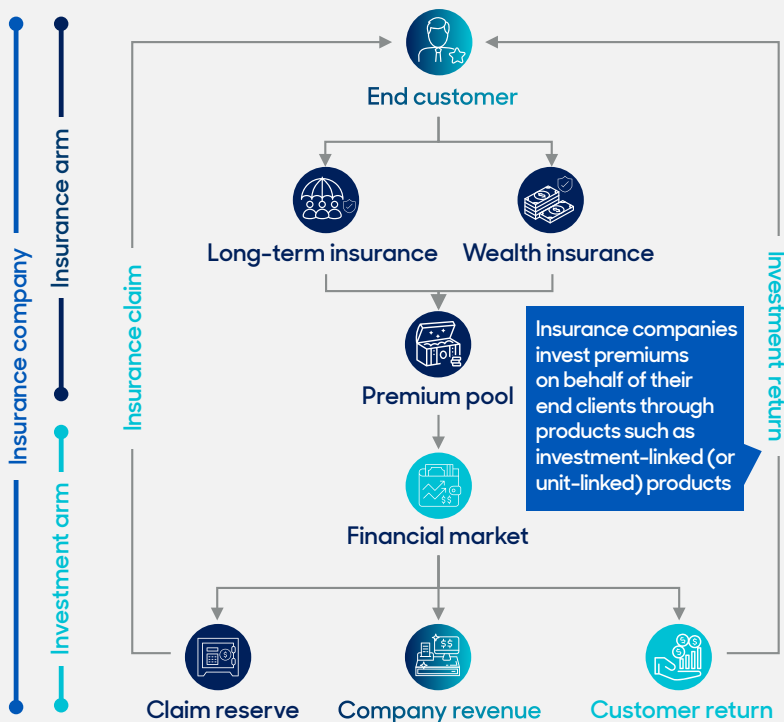 End customer
Long-term insurance
Wealth insurance
Premium pool
Financial market
Claim reserve
Company revenue
Customer return
Insurance company
Insurance arm
Investment arm
Insurance claim
Investment return
Insurance companies
invest premiums
on behalf of their
end clients through
products such as
investment-linked (or
unit-linked) products